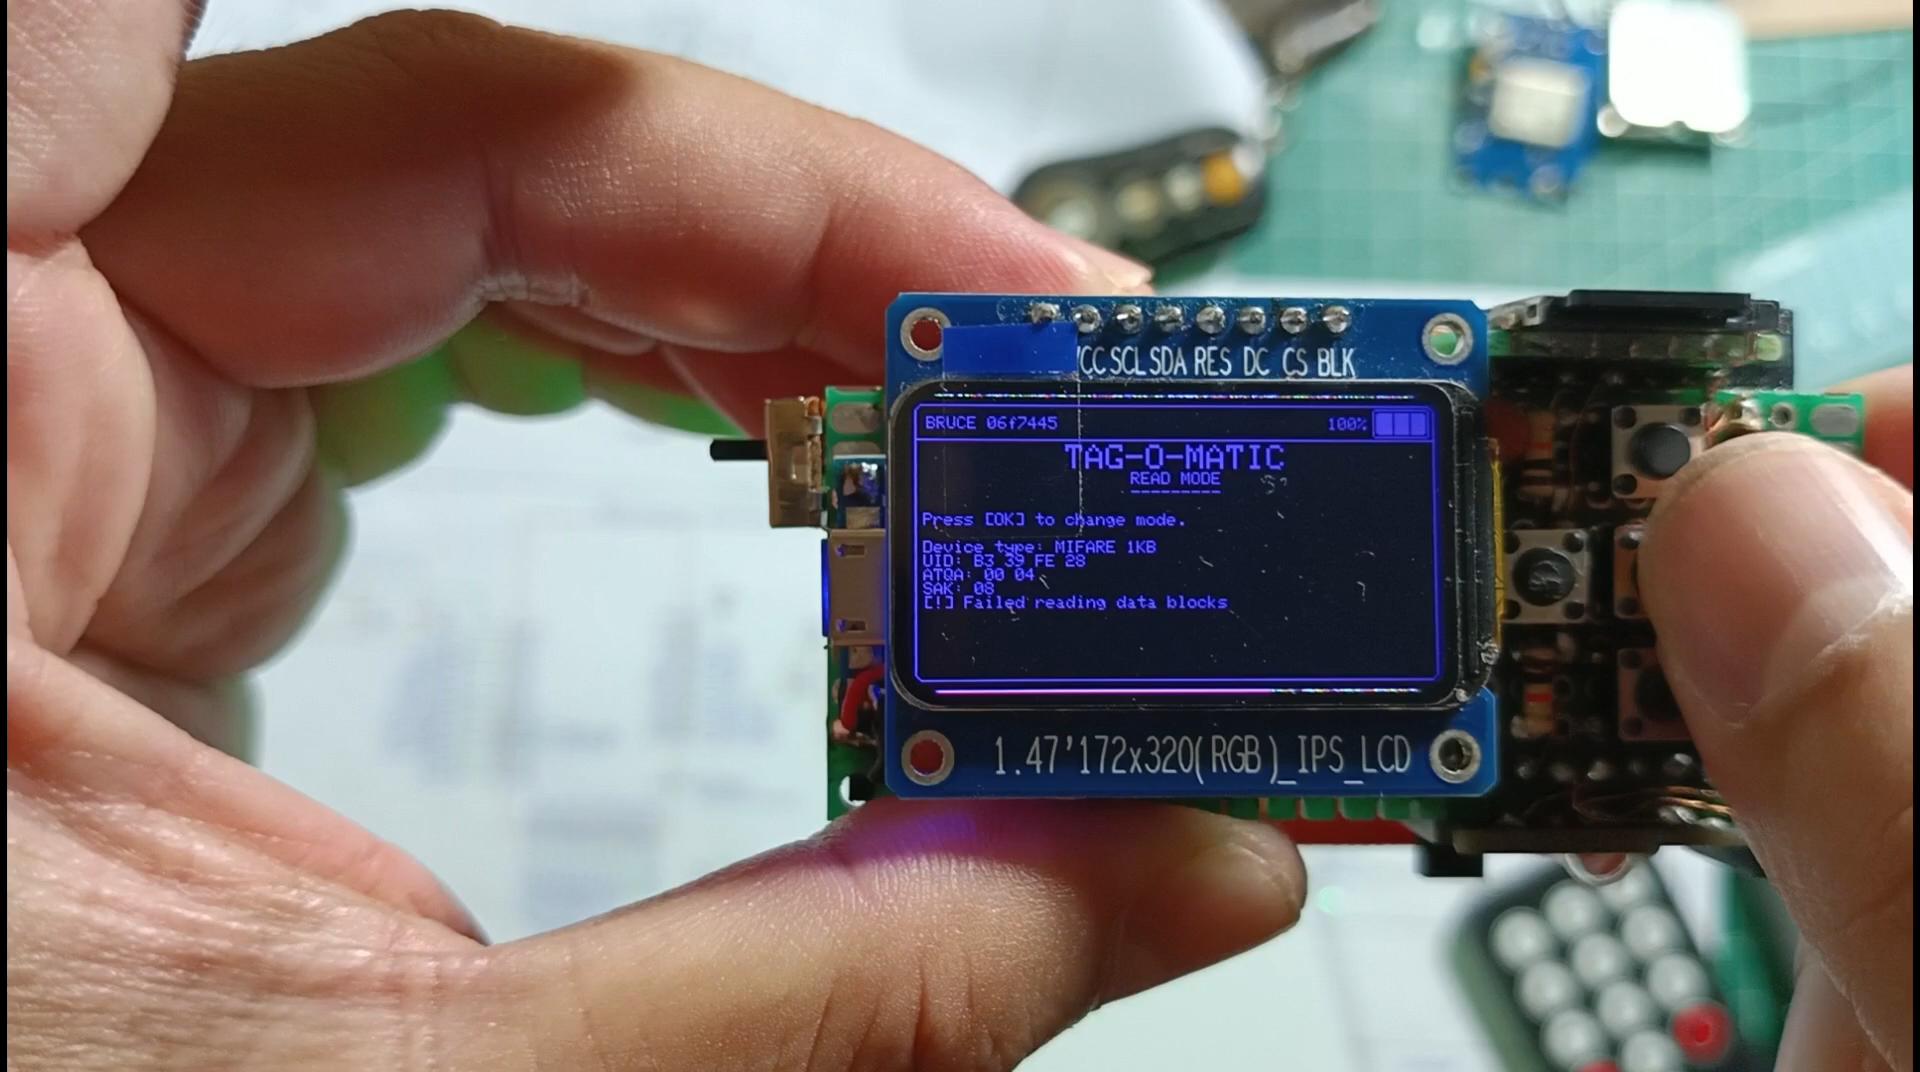 SCL SDA RES DC CS BLK
BRUCE 06f7445 100%
TAG-O-MATIC
READ MODE
---------
Press [OK] to change mode.
Device type: MIFARE 1KB
UID: B3 39 FE 28
ATQA: 00 04
SAK: 08
[!] Failed reading data blocks
1.47'172x320(RGB)_IPS_LCD